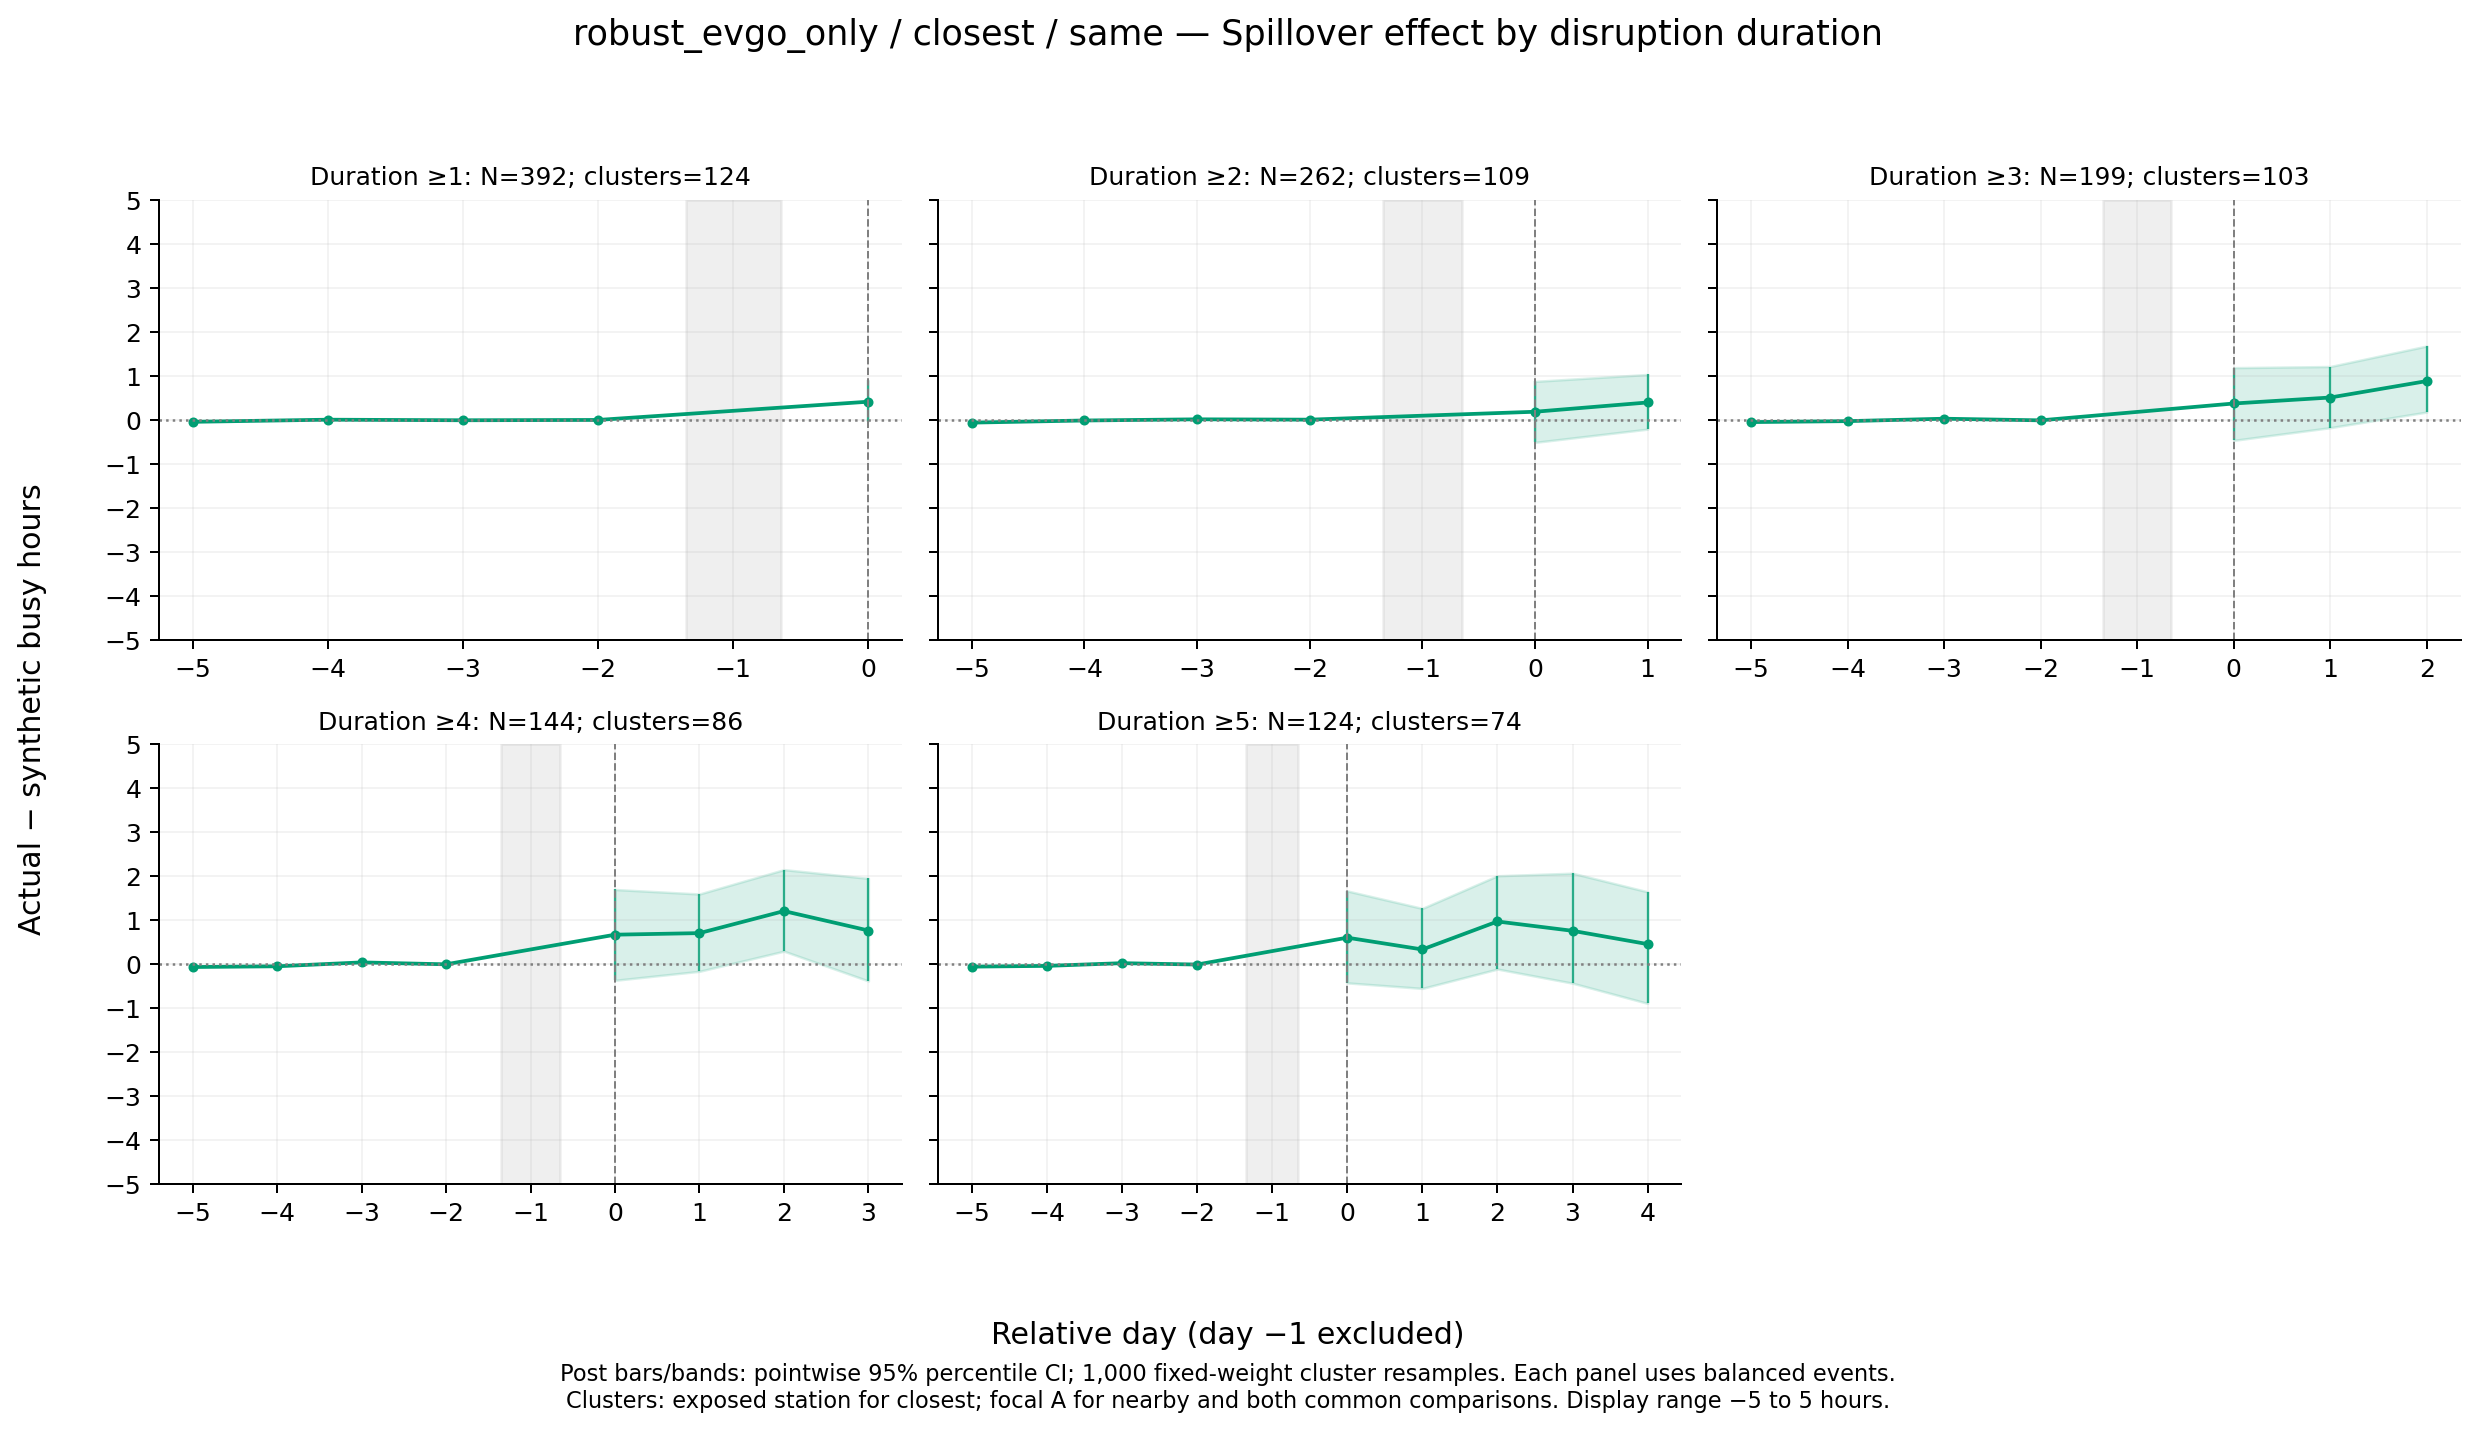 robust_evgo_only / closest / same — Spillover effect by disruption duration
Duration ≥1: N=392; clusters=124
Duration ≥2: N=262; clusters=109
Duration ≥3: N=199; clusters=103
5
4
3
2
1
0
−1
−2
−3
−4
−5
−5 −4 −3 −2 −1 0
−5 −4 −3 −2 −1 0 1
−5 −4 −3 −2 −1 0 1 2
Actual − synthetic busy hours
Duration ≥4: N=144; clusters=86
Duration ≥5: N=124; clusters=74
5
4
3
2
1
0
−1
−2
−3
−4
−5
−5 −4 −3 −2 −1 0 1 2 3
−5 −4 −3 −2 −1 0 1 2 3 4
Relative day (day −1 excluded)
Post bars/bands: pointwise 95% percentile CI; 1,000 fixed-weight cluster resamples. Each panel uses balanced events.
Clusters: exposed station for closest; focal A for nearby and both common comparisons. Display range −5 to 5 hours.